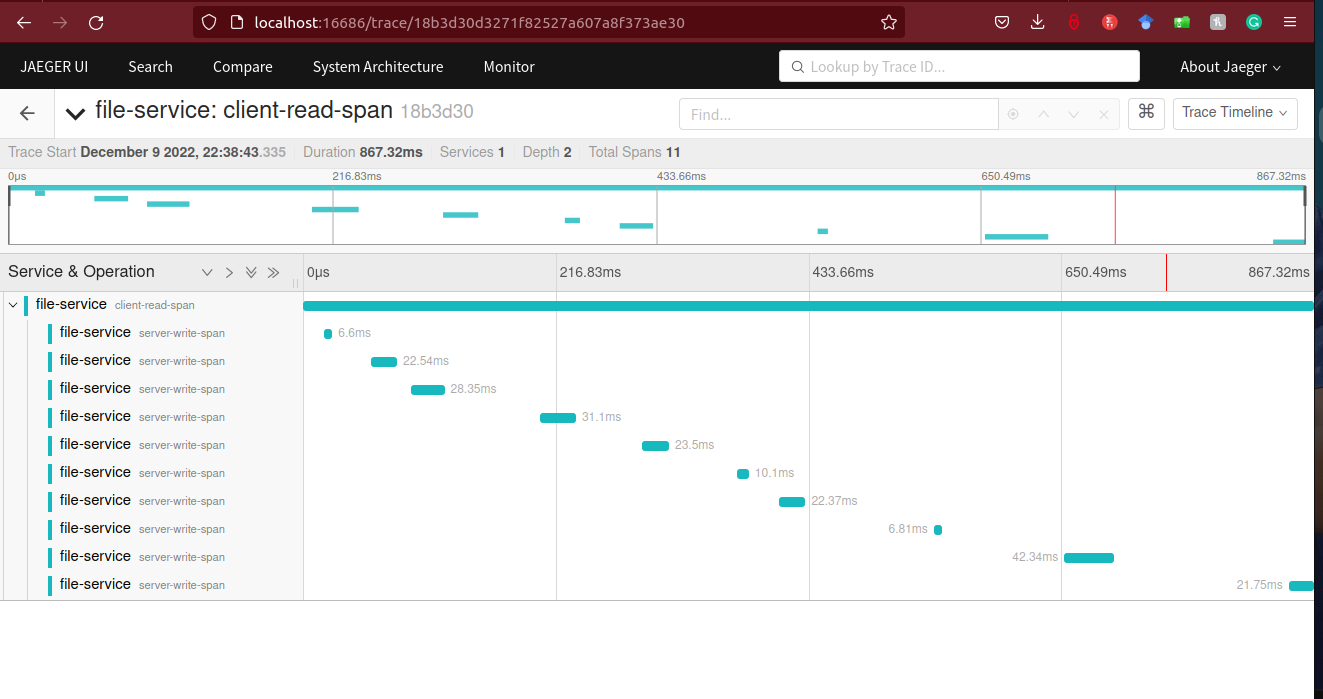 localhost:16686/trace/18b3d30d3271f82527a607a8f373ae30
JAEGER UI Search Compare System Architecture Monitor Lookup by Trace ID... About Jaeger
file-service: client-read-span 18b3d30 Find... ⌘ Trace Timeline
Trace Start December 9 2022, 22:38:43.335 Duration 867.32ms Services 1 Depth 2 Total Spans 11
0μs 216.83ms 433.66ms 650.49ms 867.32ms
Service & Operation 0μs 216.83ms 433.66ms 650.49ms 867.32ms
file-service client-read-span
file-service server-write-span 6.6ms
file-service server-write-span 22.54ms
file-service server-write-span 28.35ms
file-service server-write-span 31.1ms
file-service server-write-span 23.5ms
file-service server-write-span 10.1ms
file-service server-write-span 22.37ms
file-service server-write-span 6.81ms
file-service server-write-span 42.34ms
file-service server-write-span 21.75ms